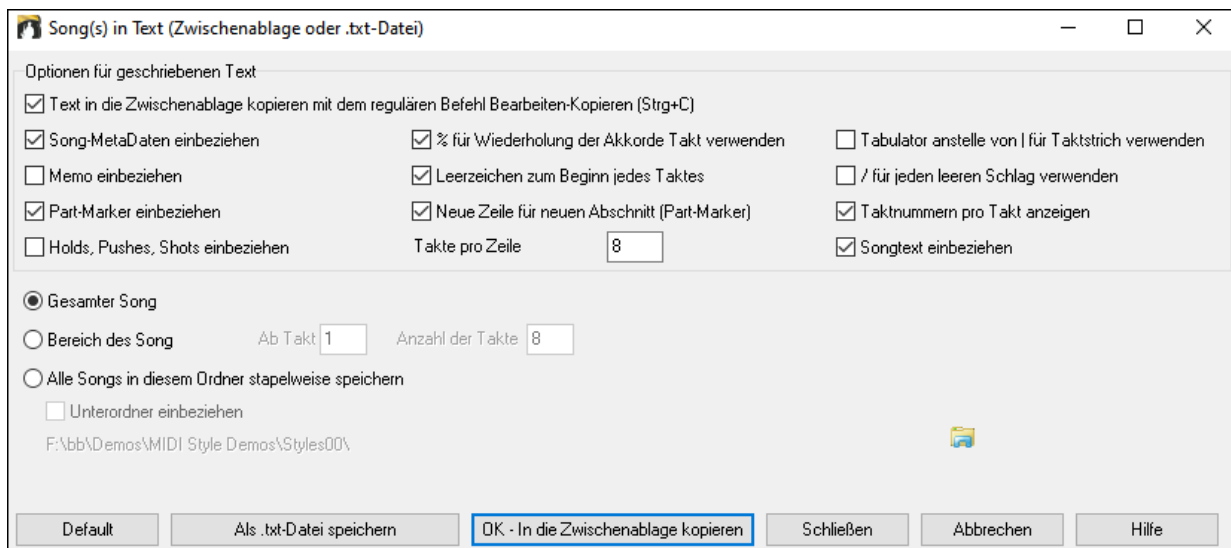 Song(s) in Text (Zwischenablage oder .txt-Datei)
Optionen für geschriebenen Text
Text in die Zwischenablage kopieren mit dem regulären Befehl Bearbeiten-Kopieren (Strg+C)
Song-MetaDaten einbeziehen % für Wiederholung der Akkorde Takt verwenden Tabulator anstelle von | für Taktstrich verwenden
Memo einbeziehen Leerzeichen zum Beginn jedes Taktes / für jeden leeren Schlag verwenden
Part-Marker einbeziehen Neue Zeile für neuen Abschnitt (Part-Marker) Taktnummern pro Takt anzeigen
Holds, Pushes, Shots einbeziehen Takte pro Zeile 8 Songtext einbeziehen
Gesamter Song
Bereich des Song Ab Takt 1 Anzahl der Takte 8
Alle Songs in diesem Ordner stapelweise speichern
Unterordner einbeziehen
F:\bb\Demos\MIDI Style Demos\Styles00\
Default Als .txt-Datei speichern OK - In die Zwischenablage kopieren Schließen Abbrechen Hilfe